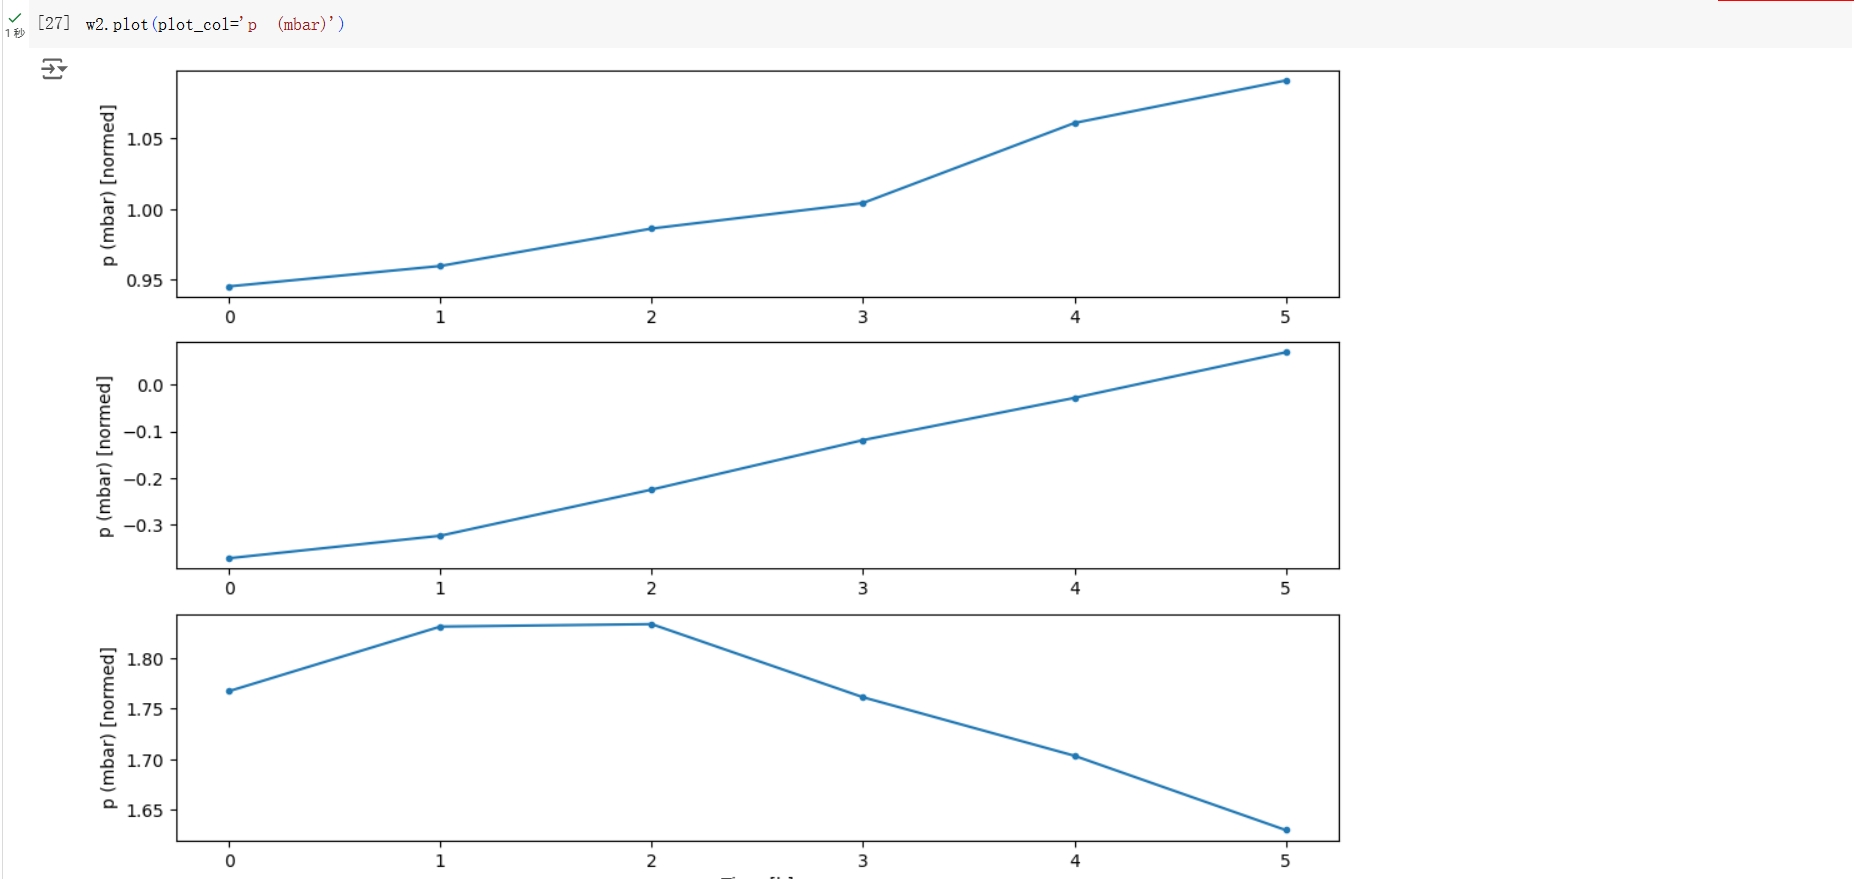 [27] w2.plot(plot_col='p (mbar)')
1秒
p (mbar) [normed]
1.05
1.00
0.95
0 1 2 3 4 5
p (mbar) [normed]
0.0
−0.1
−0.2
−0.3
0 1 2 3 4 5
p (mbar) [normed]
1.80
1.75
1.70
1.65
0 1 2 3 4 5